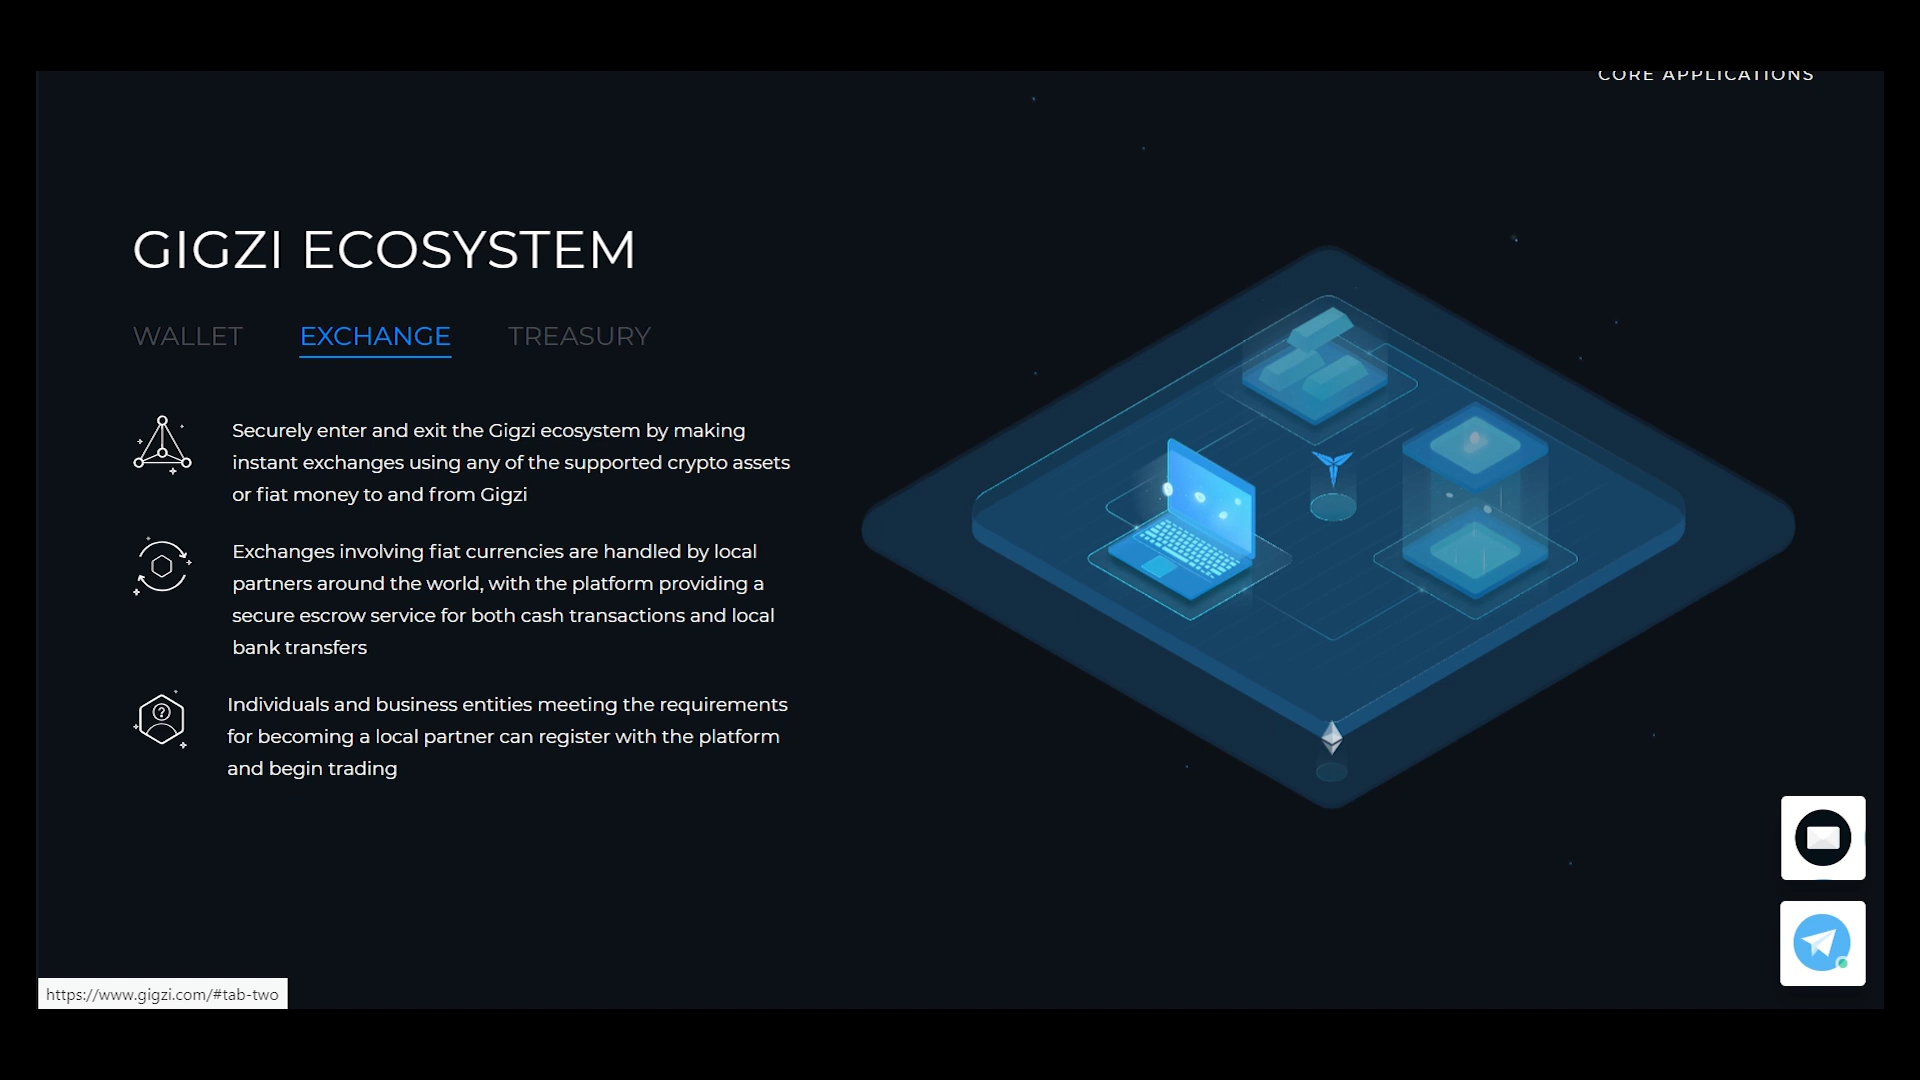 CORE APPLICATIONS
GIGZI ECOSYSTEM
WALLET EXCHANGE TREASURY
Securely enter and exit the Gigzi ecosystem by making
instant exchanges using any of the supported crypto assets
or fiat money to and from Gigzi
Exchanges involving fiat currencies are handled by local
partners around the world, with the platform providing a
secure escrow service for both cash transactions and local
bank transfers
?
Individuals and business entities meeting the requirements
for becoming a local partner can register with the platform
and begin trading
https://www.gigzi.com/#tab-two